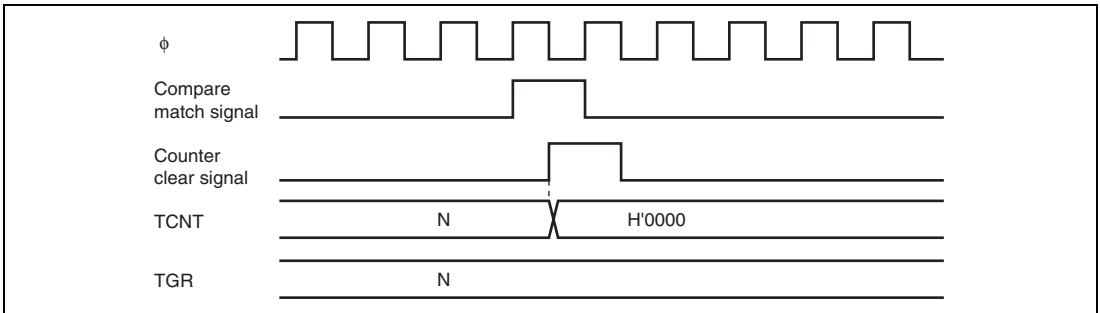 ϕ
Compare
match signal
Counter
clear signal
TCNT
N
H'0000
TGR
N